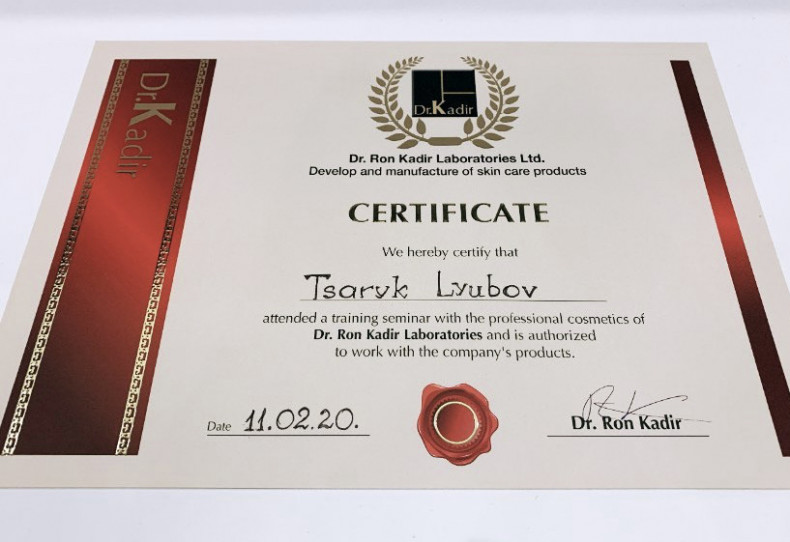 Dr.Kadir
Dr.Kadir
Dr. Ron Kadir Laboratories Ltd.
Develop and manufacture of skin care products
CERTIFICATE
We hereby certify that
Tsaryk Lyubov
attended a training seminar with the professional cosmetics of
Dr. Ron Kadir Laboratories and is authorized
to work with the company's products.
Date 11.02.20.
Dr. Ron Kadir